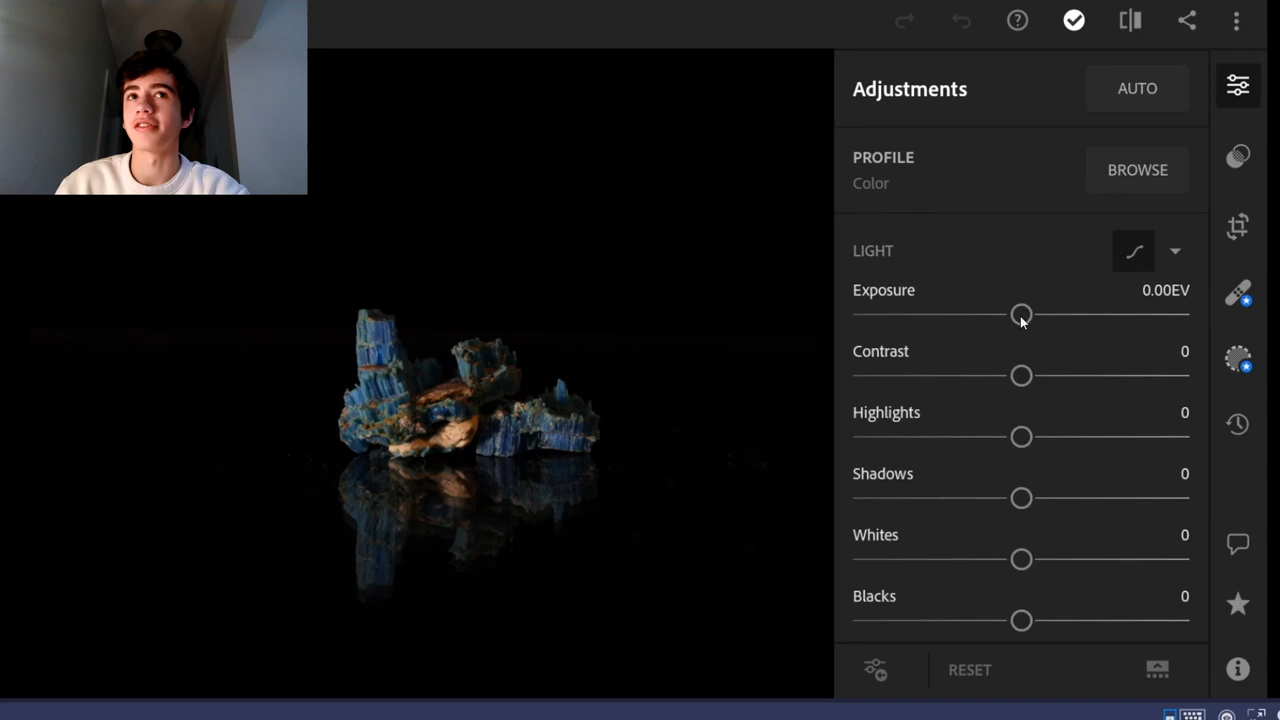 Adjustments AUTO
PROFILE
Color
BROWSE
LIGHT
Exposure 0.00EV
Contrast 0
Highlights 0
Shadows 0
Whites 0
Blacks 0
RESET